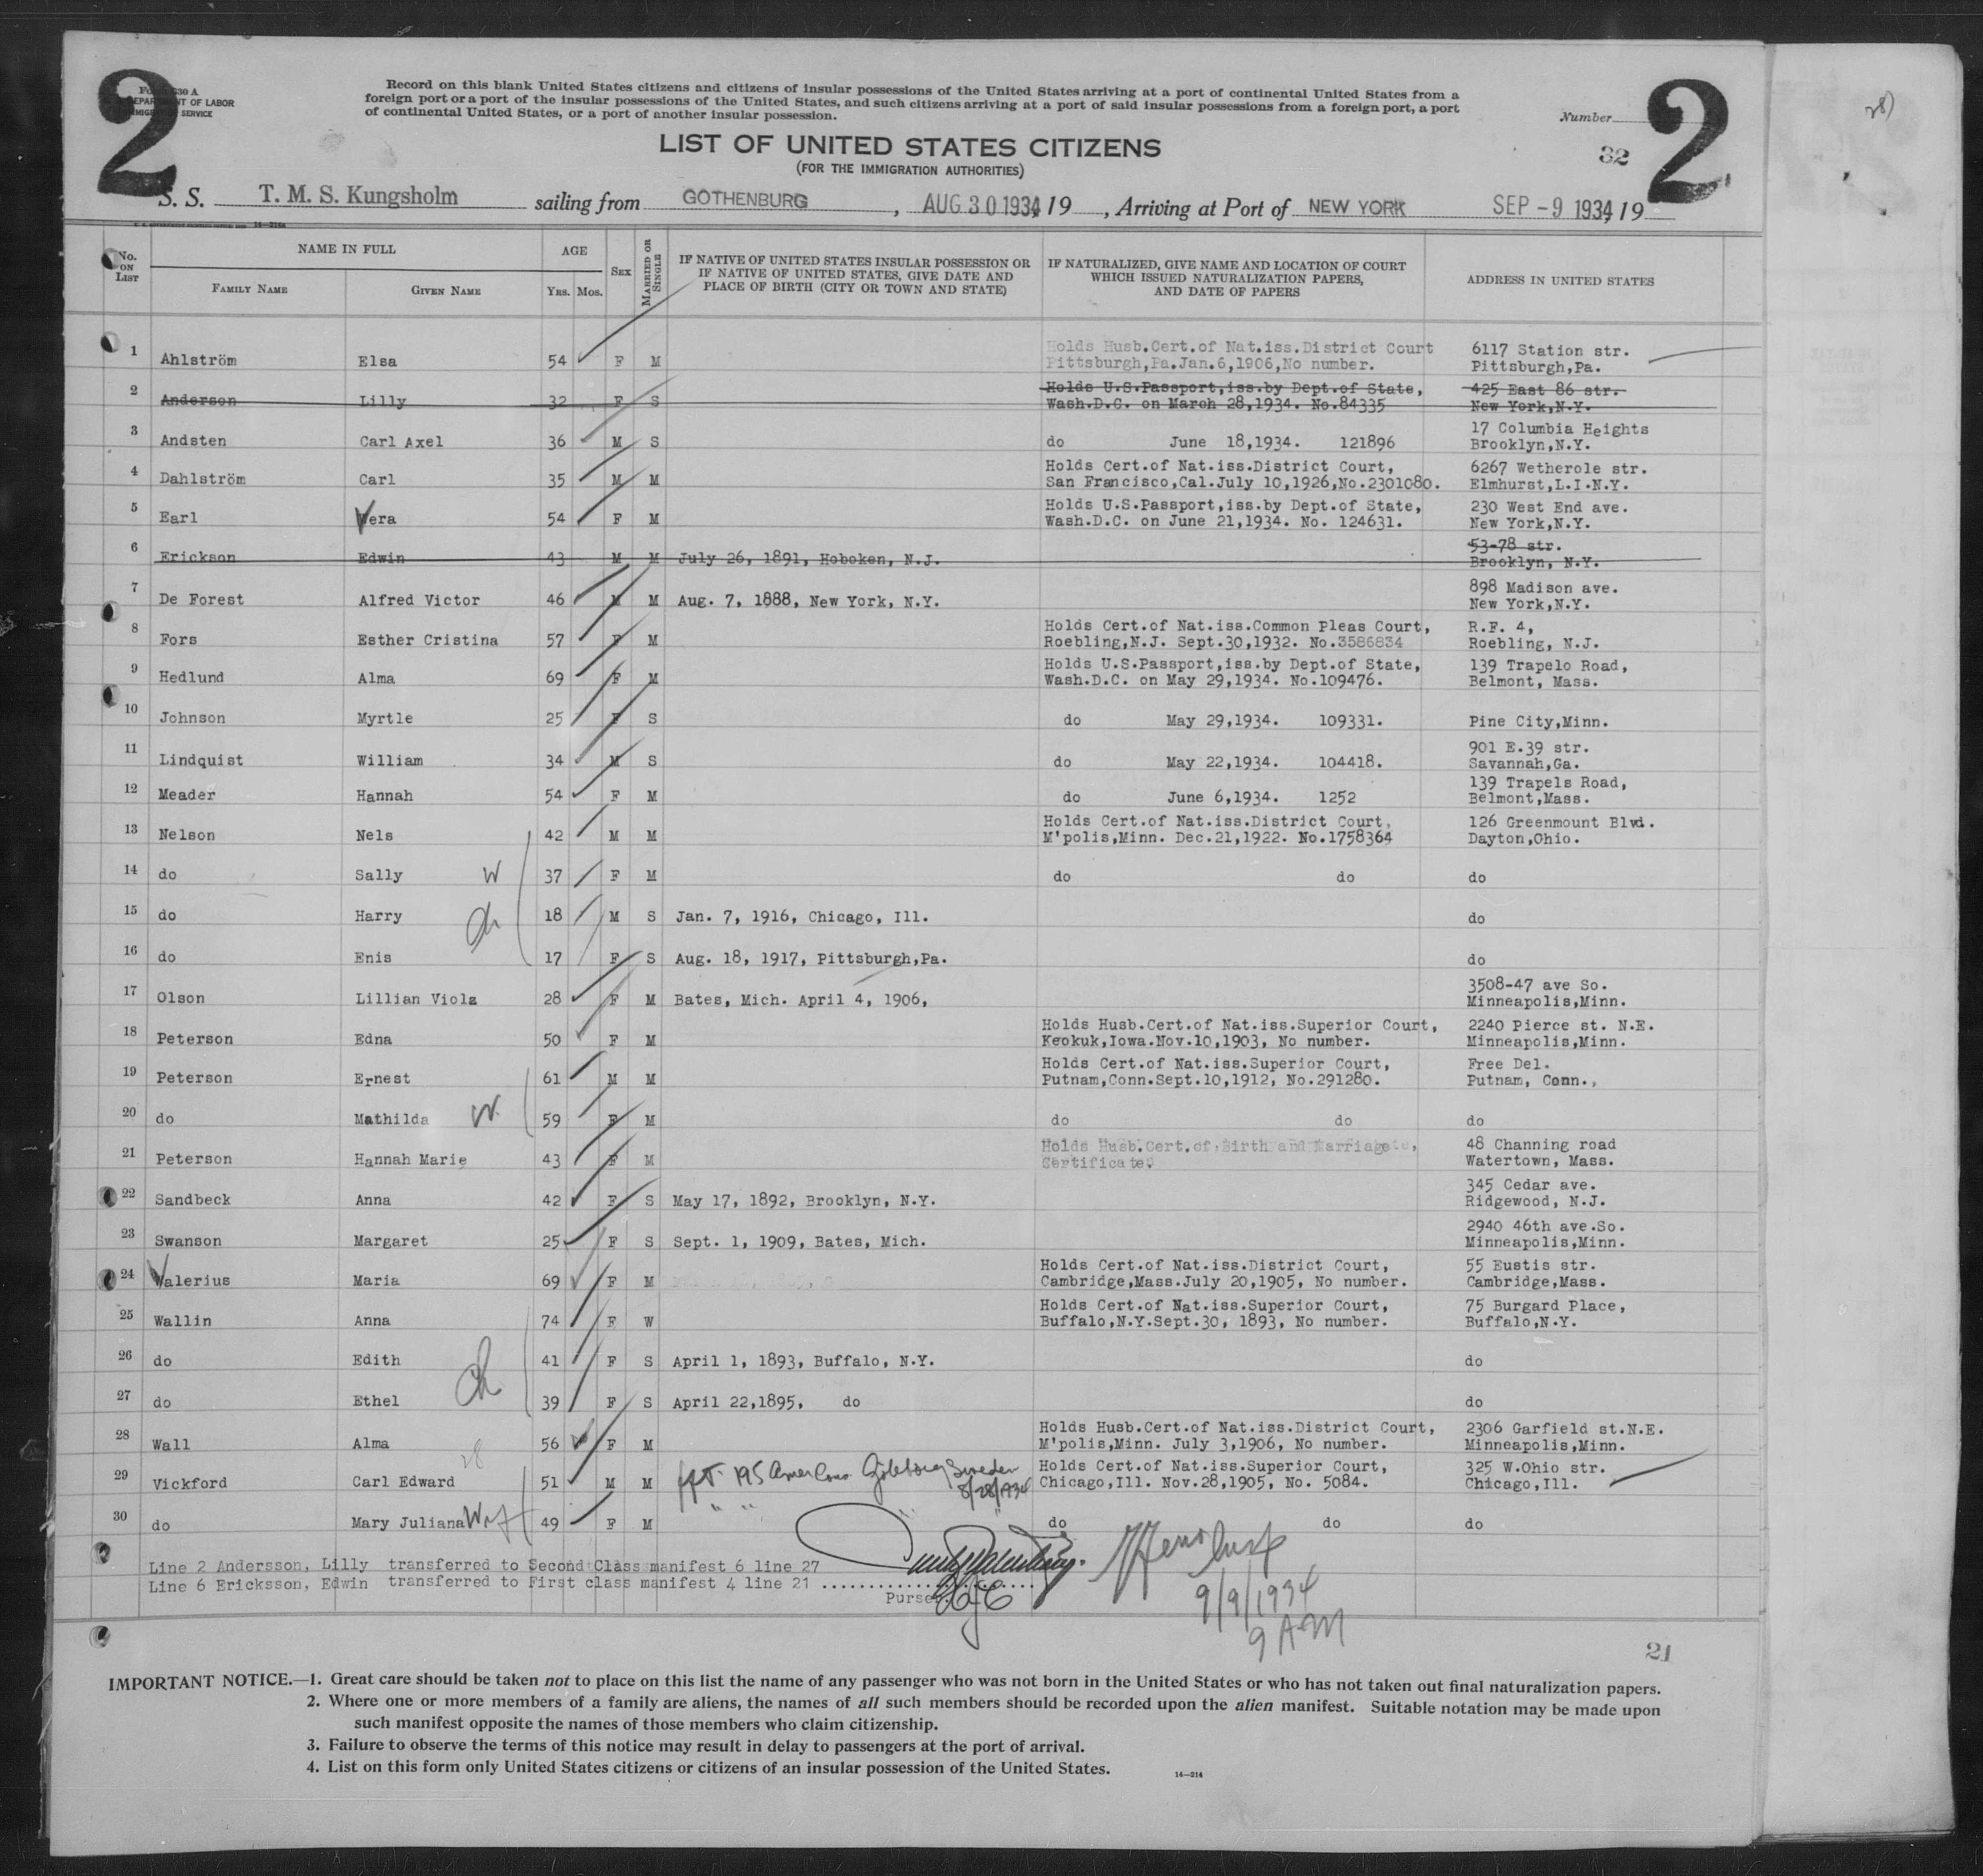 2
2
DEPARTMENT OF LABOR
IMMIGRATION SERVICE
Record on this blank United States citizens and citizens of insular possessions of the United States arriving at a port of continental United States from a
foreign port or a port of the insular possessions of the United States, and such citizens arriving at a port of said insular possessions from a foreign port, a port
of continental United States, or a port of another insular possession.
Number
28)
LIST OF UNITED STATES CITIZENS
(FOR THE IMMIGRATION AUTHORITIES)
32
S. S. T. M. S. Kungsholm sailing from GOTHENBURG, AUG 30 1934 19 , Arriving at Port of NEW YORK SEP -9 1934, 19
No. ON LIST
NAME IN FULL
FAMILY NAME
GIVEN NAME
AGE
YRS. MOS.
SEX
MARRIED OR SINGLE
IF NATIVE OF UNITED STATES INSULAR POSSESSION OR
IF NATIVE OF UNITED STATES, GIVE DATE AND
PLACE OF BIRTH (CITY OR TOWN AND STATE)
IF NATURALIZED, GIVE NAME AND LOCATION OF COURT
WHICH ISSUED NATURALIZATION PAPERS,
AND DATE OF PAPERS
ADDRESS IN UNITED STATES
Holds Husb.Cert.of Nat.iss.District Court 6117 Station str.
1 Ahlström Elsa 54 F M Pittsburgh,Pa.Jan.6,1906,No number. Pittsburgh,Pa.
Holds U.S.Passport,iss.by Dept.of State, 425 East 86 str.
2 Anderson Lilly 32 F S Wash.D.C. on March 28,1934. No.84335 New York,N.Y.
17 Columbia Heights
3 Andsten Carl Axel 36 M S do June 18,1934. 121896 Brooklyn,N.Y.
Holds Cert.of Nat.iss.District Court, 6267 Wetherole str.
4 Dahlström Carl 35 M M San Francisco,Cal.July 10,1926,No.2301080. Elmhurst,L.I.N.Y.
Holds U.S.Passport,iss.by Dept.of State, 230 West End ave.
5 Earl Vera 54 F M Wash.D.C. on June 21,1934. No. 124631. New York,N.Y.
53-78 str.
6 Erickson Edwin 43 M M July 26, 1891, Hoboken, N.J. Brooklyn, N.Y.
898 Madison ave.
7 De Forest Alfred Victor 46 M M Aug. 7, 1888, New York, N.Y. New York,N.Y.
Holds Cert.of Nat.iss.Common Pleas Court, R.F. 4,
8 Fors Esther Cristina 57 F M Roebling,N.J. Sept.30,1932. No.3586834 Roebling, N.J.
Holds U.S.Passport,iss.by Dept.of State, 139 Trapelo Road,
9 Hedlund Alma 69 F M Wash.D.C. on May 29,1934. No.109476. Belmont, Mass.
10 Johnson Myrtle 25 F S do May 29,1934. 109331. Pine City,Minn.
901 E.39 str.
11 Lindquist William 34 M S do May 22,1934. 104418. Savannah,Ga.
139 Trapels Road,
12 Meader Hannah 54 F M do June 6,1934. 1252 Belmont,Mass.
Holds Cert.of Nat.iss.District Court, 126 Greenmount Blvd.
13 Nelson Nels 42 M M M'polis,Minn. Dec.21,1922. No.1758364 Dayton,Ohio.
14 do Sally W 37 F M do do do
15 do Harry Ch 18 M S Jan. 7, 1916, Chicago, Ill. do
16 do Enis 17 F S Aug. 18, 1917, Pittsburgh,Pa. do
3508-47 ave So.
17 Olson Lillian Viola 28 F M Bates, Mich. April 4, 1906, Minneapolis,Minn.
Holds Husb.Cert.of Nat.iss.Superior Court, 2240 Pierce st. N.E.
18 Peterson Edna 50 F M Keokuk,Iowa.Nov.10,1903, No number. Minneapolis,Minn.
Holds Cert.of Nat.iss.Superior Court, Free Del.
19 Peterson Ernest 61 M M Putnam,Conn.Sept.10,1912, No.291280. Putnam, Conn.,
20 do Mathilda W 59 F M do do do
Holds Husb.Cert.of Birth and Marriage, 48 Channing road
21 Peterson Hannah Marie 43 F M Certificate. Watertown, Mass.
345 Cedar ave.
22 Sandbeck Anna 42 F S May 17, 1892, Brooklyn, N.Y. Ridgewood, N.J.
2940 46th ave.So.
23 Swanson Margaret 25 F S Sept. 1, 1909, Bates, Mich. Minneapolis,Minn.
Holds Cert.of Nat.iss.District Court, 55 Eustis str.
24 Valerius Maria 69 F M Cambridge,Mass.July 20,1905, No number. Cambridge,Mass.
Holds Cert.of Nat.iss.Superior Court, 75 Burgard Place,
25 Wallin Anna 74 F W Buffalo,N.Y.Sept.30, 1893, No number. Buffalo,N.Y.
26 do Edith Ch 41 F S April 1, 1893, Buffalo, N.Y. do
27 do Ethel 39 F S April 22,1895, do do
Holds Husb.Cert.of Nat.iss.District Court, 2306 Garfield st.N.E.
28 Wall Alma 56 F M M'polis,Minn. July 3,1906, No number. Minneapolis,Minn.
ppt. 195 Amer Cons Göteborg Sweden Holds Cert.of Nat.iss.Superior Court, 325 W.Ohio str.
29 Vickford Carl Edward 51 M M 8/28/1934 Chicago,Ill. Nov.28,1905, No. 5084. Chicago,Ill.
30 do Mary Juliana Wif 49 F M " " do do do
Line 2 Andersson, Lilly transferred to Second Class manifest 6 line 27
Line 6 Ericksson, Edwin transferred to First class manifest 4 line 21
Purser.
9/9/1934
9 AM
21
IMPORTANT NOTICE.—1. Great care should be taken not to place on this list the name of any passenger who was not born in the United States or who has not taken out final naturalization papers.
2. Where one or more members of a family are aliens, the names of all such members should be recorded upon the alien manifest. Suitable notation may be made upon
such manifest opposite the names of those members who claim citizenship.
3. Failure to observe the terms of this notice may result in delay to passengers at the port of arrival.
4. List on this form only United States citizens or citizens of an insular possession of the United States.
14—214